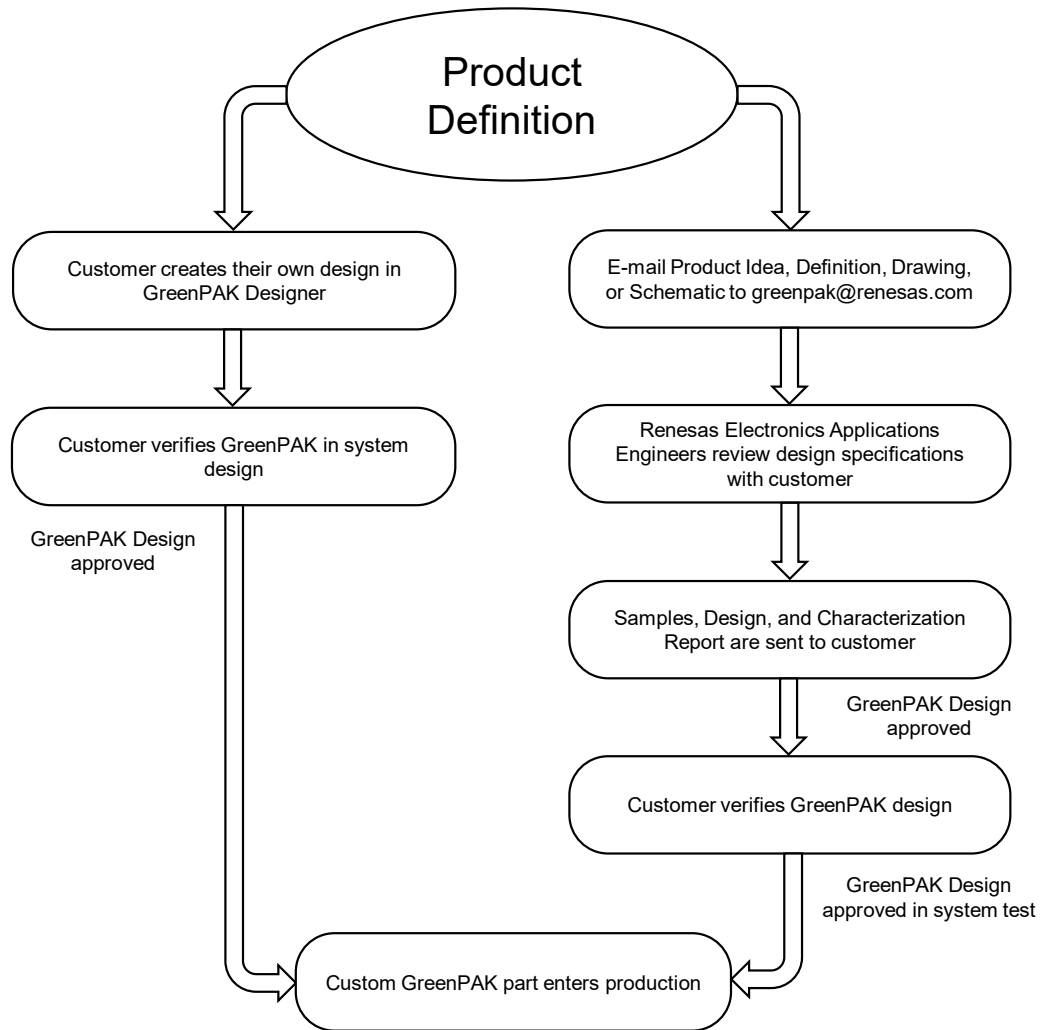 Product
Definition
Customer creates their own design in
GreenPAK Designer
Customer verifies GreenPAK in system
design
GreenPAK Design
approved
E-mail Product Idea, Definition, Drawing,
or Schematic to greenpak@renesas.com
Renesas Electronics Applications
Engineers review design specifications
with customer
Samples, Design, and Characterization
Report are sent to customer
GreenPAK Design
approved
Customer verifies GreenPAK design
GreenPAK Design
approved in system test
Custom GreenPAK part enters production